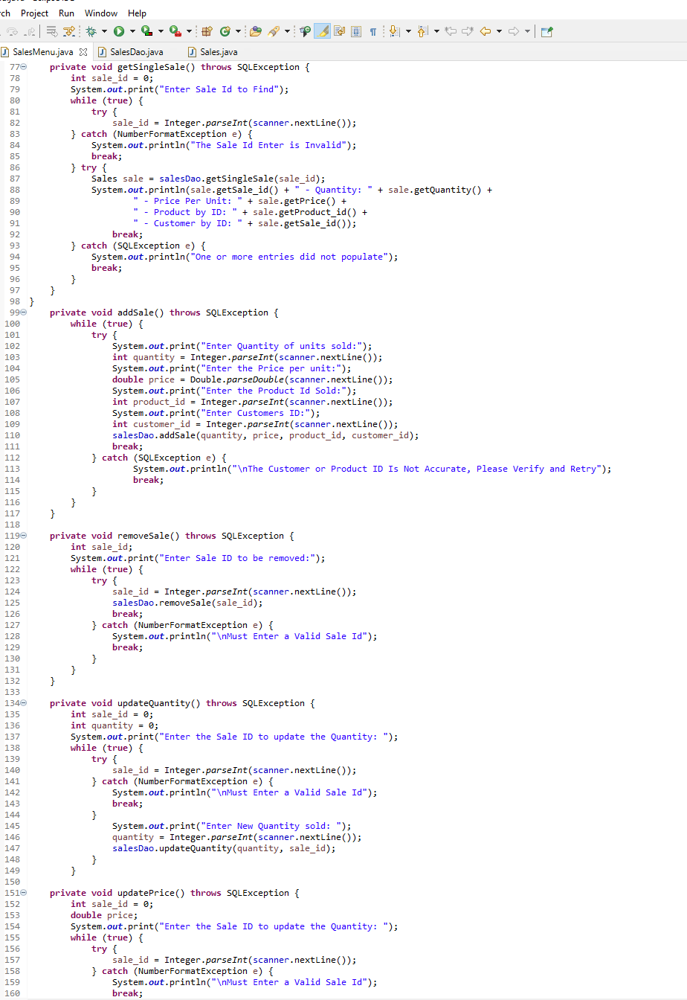 rch Project Run Window Help
SalesMenu.java SalesDao.java Sales.java
77 private void getSingleSale() throws SQLException {
78 int sale_id = 0;
79 System.out.print("Enter Sale Id to Find");
80 while (true) {
81 try {
82 sale_id = Integer.parseInt(scanner.nextLine());
83 } catch (NumberFormatException e) {
84 System.out.println("The Sale Id Enter is Invalid");
85 break;
86 } try {
87 Sales sale = salesDao.getSingleSale(sale_id);
88 System.out.println(sale.getSale_id() + " - Quantity: " + sale.getQuantity() +
89 " - Price Per Unit: " + sale.getPrice() +
90 " - Product by ID: " + sale.getProduct_id() +
91 " - Customer by ID: " + sale.getSale_id());
92 break;
93 } catch (SQLException e) {
94 System.out.println("One or more entries did not populate");
95 break;
96 }
97 }
98 }
99 private void addSale() throws SQLException {
100 while (true) {
101 try {
102 System.out.print("Enter Quantity of units sold:");
103 int quantity = Integer.parseInt(scanner.nextLine());
104 System.out.print("Enter the Price per unit:");
105 double price = Double.parseDouble(scanner.nextLine());
106 System.out.print("Enter the Product Id Sold:");
107 int product_id = Integer.parseInt(scanner.nextLine());
108 System.out.print("Enter Customers ID:");
109 int customer_id = Integer.parseInt(scanner.nextLine());
110 salesDao.addSale(quantity, price, product_id, customer_id);
111 break;
112 } catch (SQLException e) {
113 System.out.println("\nThe Customer or Product ID Is Not Accurate, Please Verify and Retry");
114 break;
115 }
116 }
117 }
118
119 private void removeSale() throws SQLException {
120 int sale_id;
121 System.out.print("Enter Sale ID to be removed:");
122 while (true) {
123 try {
124 sale_id = Integer.parseInt(scanner.nextLine());
125 salesDao.removeSale(sale_id);
126 break;
127 } catch (NumberFormatException e) {
128 System.out.println("\nMust Enter a Valid Sale Id");
129 break;
130 }
131 }
132 }
133
134 private void updateQuantity() throws SQLException {
135 int sale_id = 0;
136 int quantity = 0;
137 System.out.print("Enter the Sale ID to update the Quantity: ");
138 while (true) {
139 try {
140 sale_id = Integer.parseInt(scanner.nextLine());
141 } catch (NumberFormatException e) {
142 System.out.println("\nMust Enter a Valid Sale Id");
143 break;
144 }
145 System.out.print("Enter New Quantity sold: ");
146 quantity = Integer.parseInt(scanner.nextLine());
147 salesDao.updateQuantity(quantity, sale_id);
148 }
149 }
150
151 private void updatePrice() throws SQLException {
152 int sale_id = 0;
153 double price;
154 System.out.print("Enter the Sale ID to update the Quantity: ");
155 while (true) {
156 try {
157 sale_id = Integer.parseInt(scanner.nextLine());
158 } catch (NumberFormatException e) {
159 System.out.println("\nMust Enter a Valid Sale Id");
160 break;